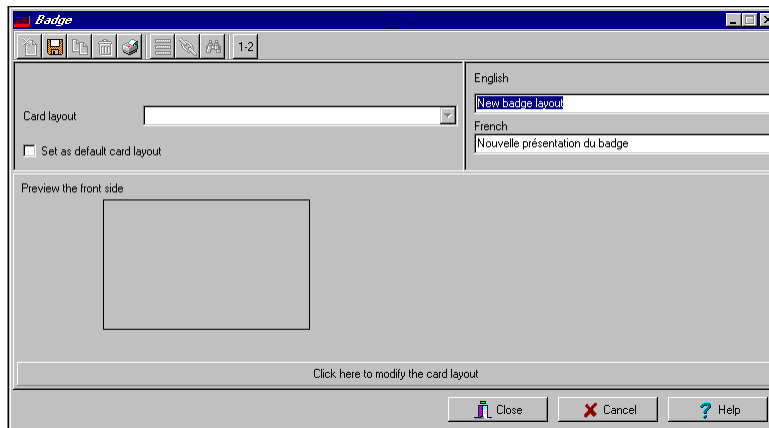 Badge
1-2
English
New badge layout
Card layout
French
Nouvelle présentation du badge
Set as default card layout
Preview the front side
Click here to modify the card layout
Close
Cancel
? Help